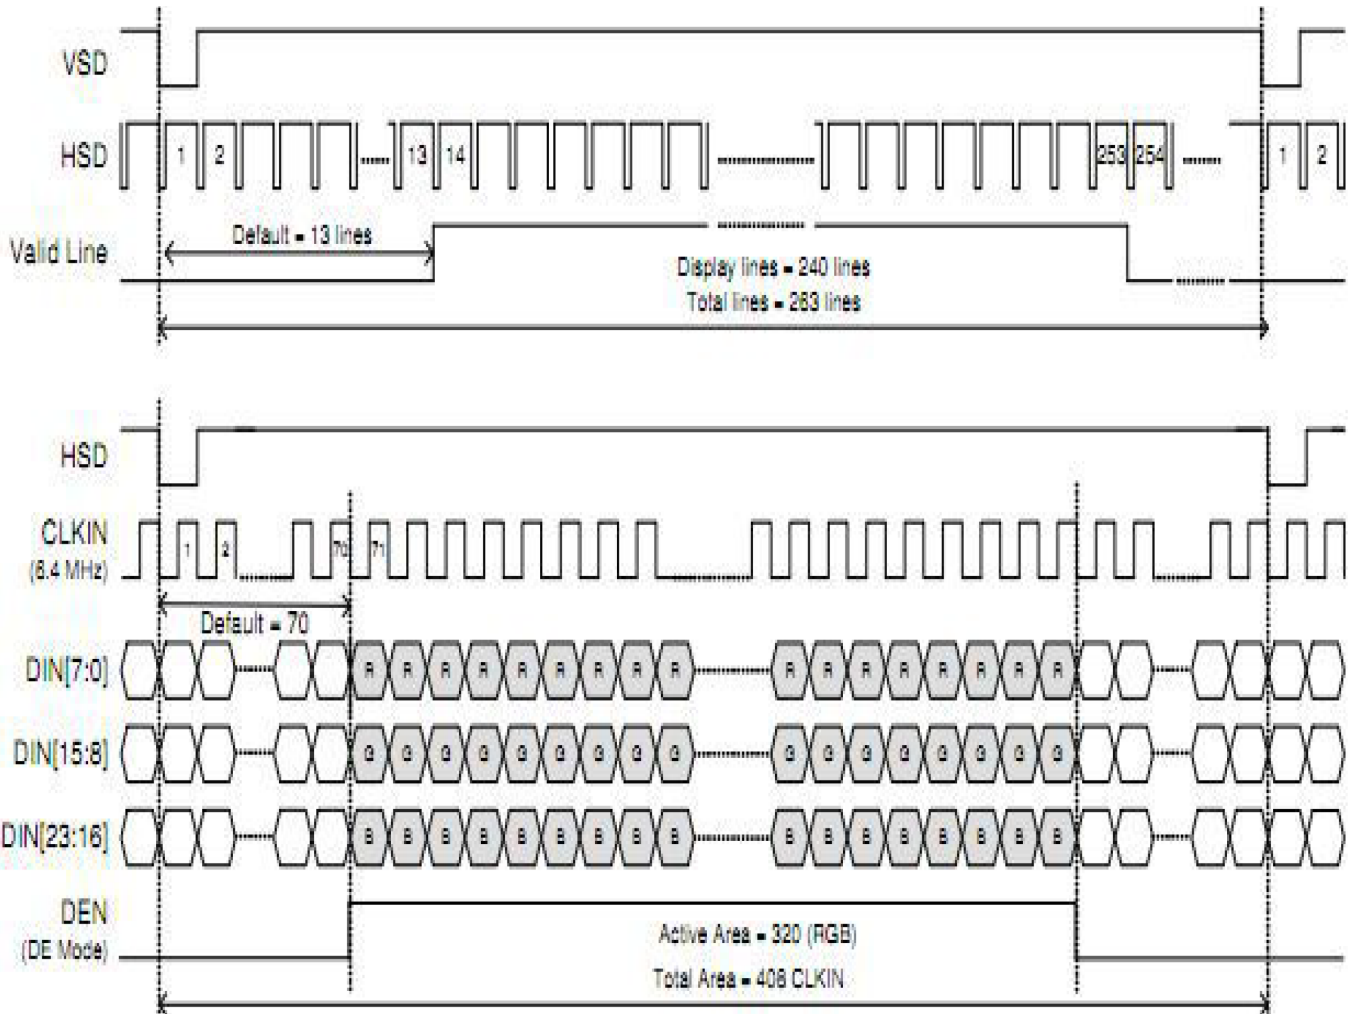 VSD
HSD 1 2 13 14 253 254 1 2
Valid Line
Default = 13 lines
Display lines = 240 lines
Total lines = 263 lines
HSD
CLKIN
(6.4 MHz)
1 2 70 71
Default = 70
DIN[7:0] R R R R R R R R R R R R R R R R R
DIN[15:8] G G G G G G G G G G G G G G G G G
DIN[23:16] B B B B B B B B B B B B B B B B B
DEN
(DE Mode)
Active Area = 320 (RGB)
Total Area = 408 CLKIN